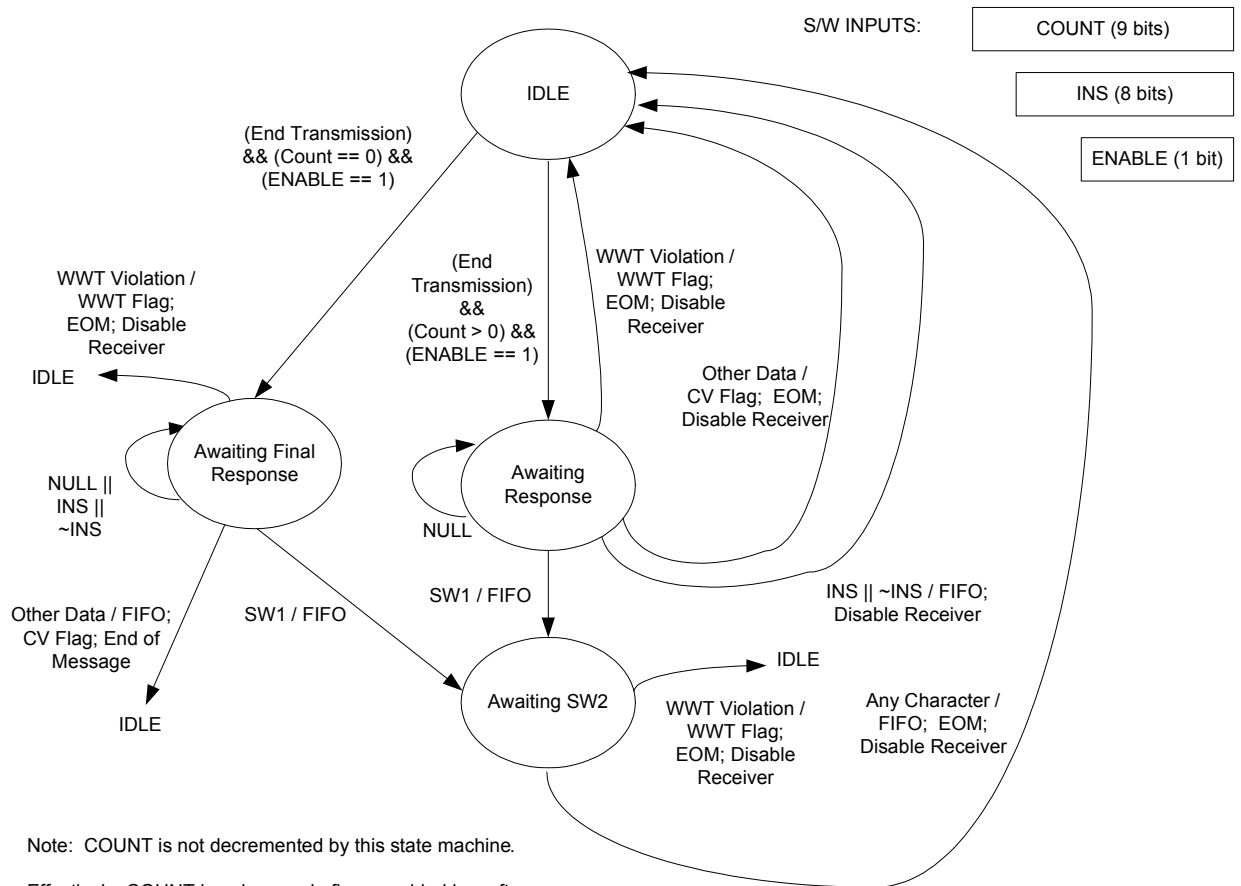 S/W INPUTS:
COUNT (9 bits)
INS (8 bits)
ENABLE (1 bit)
IDLE
(End Transmission)
&& (Count == 0) &&
(ENABLE == 1)
(End
Transmission)
&&
(Count > 0) &&
(ENABLE == 1)
WWT Violation /
WWT Flag;
EOM; Disable
Receiver
WWT Violation /
WWT Flag;
EOM; Disable
Receiver
IDLE
Other Data /
CV Flag; EOM;
Disable Receiver
Awaiting Final
Response
Awaiting
Response
NULL ||
INS ||
~INS
NULL
INS || ~INS / FIFO;
Disable Receiver
Other Data / FIFO;
CV Flag; End of
Message
SW1 / FIFO
SW1 / FIFO
IDLE
Awaiting SW2
IDLE
WWT Violation /
WWT Flag;
EOM; Disable
Receiver
Any Character /
FIFO; EOM;
Disable Receiver
Note: COUNT is not decremented by this state machine.